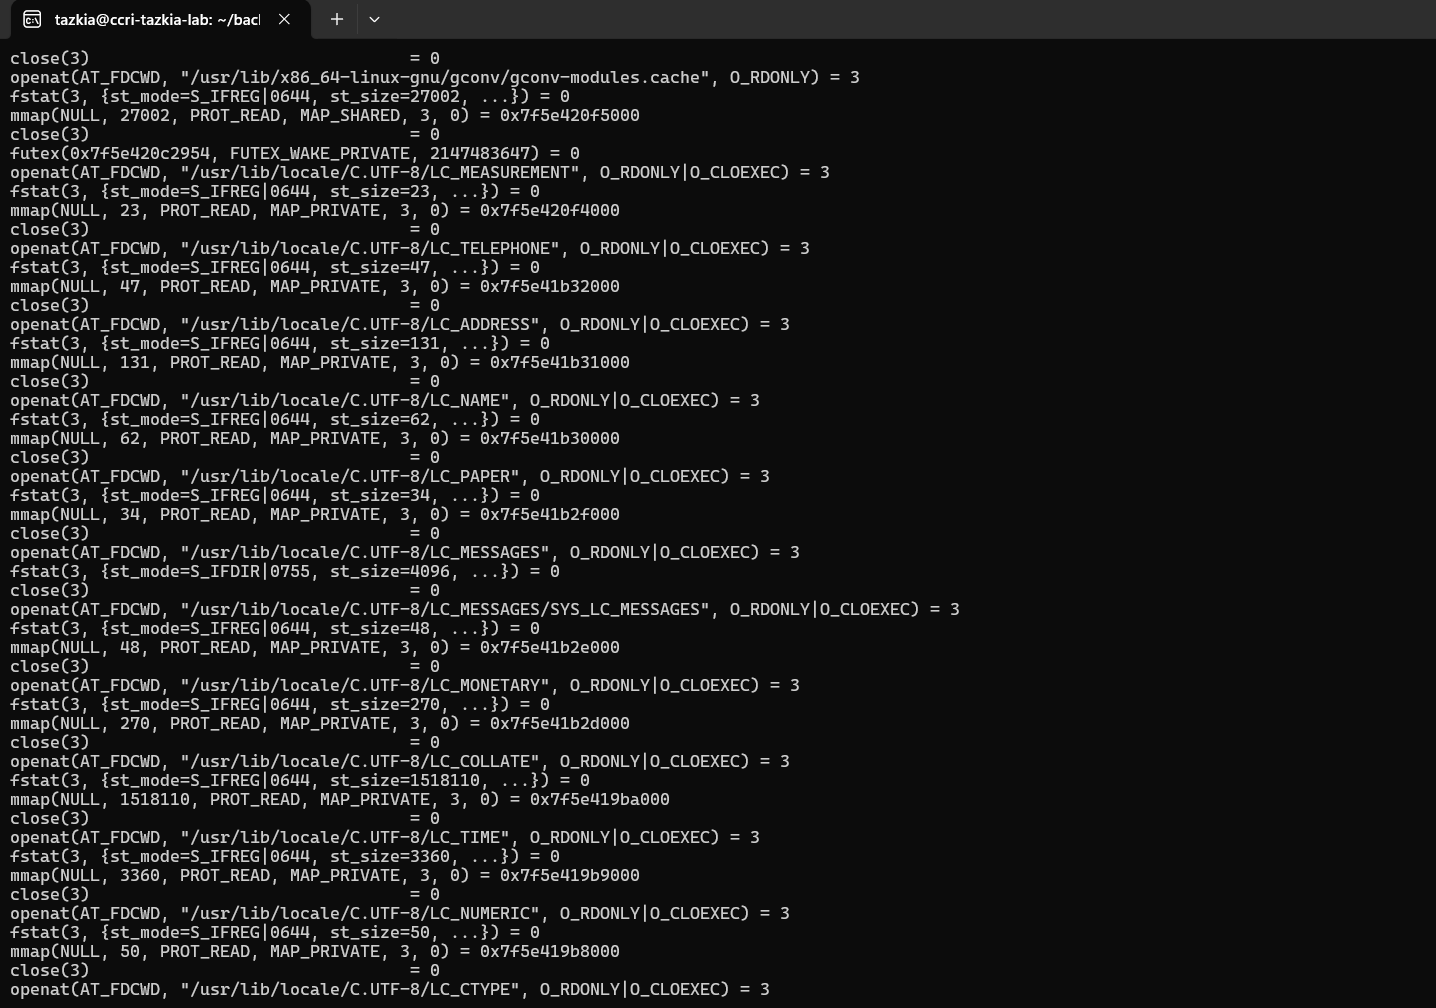 tazkia@ccri-tazkia-lab: ~/bacl
close(3) = 0
openat(AT_FDCWD, "/usr/lib/x86_64-linux-gnu/gconv/gconv-modules.cache", O_RDONLY) = 3
fstat(3, {st_mode=S_IFREG|0644, st_size=27002, ...}) = 0
mmap(NULL, 27002, PROT_READ, MAP_SHARED, 3, 0) = 0x7f5e420f5000
close(3) = 0
futex(0x7f5e420c2954, FUTEX_WAKE_PRIVATE, 2147483647) = 0
openat(AT_FDCWD, "/usr/lib/locale/C.UTF-8/LC_MEASUREMENT", O_RDONLY|O_CLOEXEC) = 3
fstat(3, {st_mode=S_IFREG|0644, st_size=23, ...}) = 0
mmap(NULL, 23, PROT_READ, MAP_PRIVATE, 3, 0) = 0x7f5e420f4000
close(3) = 0
openat(AT_FDCWD, "/usr/lib/locale/C.UTF-8/LC_TELEPHONE", O_RDONLY|O_CLOEXEC) = 3
fstat(3, {st_mode=S_IFREG|0644, st_size=47, ...}) = 0
mmap(NULL, 47, PROT_READ, MAP_PRIVATE, 3, 0) = 0x7f5e41b32000
close(3) = 0
openat(AT_FDCWD, "/usr/lib/locale/C.UTF-8/LC_ADDRESS", O_RDONLY|O_CLOEXEC) = 3
fstat(3, {st_mode=S_IFREG|0644, st_size=131, ...}) = 0
mmap(NULL, 131, PROT_READ, MAP_PRIVATE, 3, 0) = 0x7f5e41b31000
close(3) = 0
openat(AT_FDCWD, "/usr/lib/locale/C.UTF-8/LC_NAME", O_RDONLY|O_CLOEXEC) = 3
fstat(3, {st_mode=S_IFREG|0644, st_size=62, ...}) = 0
mmap(NULL, 62, PROT_READ, MAP_PRIVATE, 3, 0) = 0x7f5e41b30000
close(3) = 0
openat(AT_FDCWD, "/usr/lib/locale/C.UTF-8/LC_PAPER", O_RDONLY|O_CLOEXEC) = 3
fstat(3, {st_mode=S_IFREG|0644, st_size=34, ...}) = 0
mmap(NULL, 34, PROT_READ, MAP_PRIVATE, 3, 0) = 0x7f5e41b2f000
close(3) = 0
openat(AT_FDCWD, "/usr/lib/locale/C.UTF-8/LC_MESSAGES", O_RDONLY|O_CLOEXEC) = 3
fstat(3, {st_mode=S_IFDIR|0755, st_size=4096, ...}) = 0
close(3) = 0
openat(AT_FDCWD, "/usr/lib/locale/C.UTF-8/LC_MESSAGES/SYS_LC_MESSAGES", O_RDONLY|O_CLOEXEC) = 3
fstat(3, {st_mode=S_IFREG|0644, st_size=48, ...}) = 0
mmap(NULL, 48, PROT_READ, MAP_PRIVATE, 3, 0) = 0x7f5e41b2e000
close(3) = 0
openat(AT_FDCWD, "/usr/lib/locale/C.UTF-8/LC_MONETARY", O_RDONLY|O_CLOEXEC) = 3
fstat(3, {st_mode=S_IFREG|0644, st_size=270, ...}) = 0
mmap(NULL, 270, PROT_READ, MAP_PRIVATE, 3, 0) = 0x7f5e41b2d000
close(3) = 0
openat(AT_FDCWD, "/usr/lib/locale/C.UTF-8/LC_COLLATE", O_RDONLY|O_CLOEXEC) = 3
fstat(3, {st_mode=S_IFREG|0644, st_size=1518110, ...}) = 0
mmap(NULL, 1518110, PROT_READ, MAP_PRIVATE, 3, 0) = 0x7f5e419ba000
close(3) = 0
openat(AT_FDCWD, "/usr/lib/locale/C.UTF-8/LC_TIME", O_RDONLY|O_CLOEXEC) = 3
fstat(3, {st_mode=S_IFREG|0644, st_size=3360, ...}) = 0
mmap(NULL, 3360, PROT_READ, MAP_PRIVATE, 3, 0) = 0x7f5e419b9000
close(3) = 0
openat(AT_FDCWD, "/usr/lib/locale/C.UTF-8/LC_NUMERIC", O_RDONLY|O_CLOEXEC) = 3
fstat(3, {st_mode=S_IFREG|0644, st_size=50, ...}) = 0
mmap(NULL, 50, PROT_READ, MAP_PRIVATE, 3, 0) = 0x7f5e419b8000
close(3) = 0
openat(AT_FDCWD, "/usr/lib/locale/C.UTF-8/LC_CTYPE", O_RDONLY|O_CLOEXEC) = 3